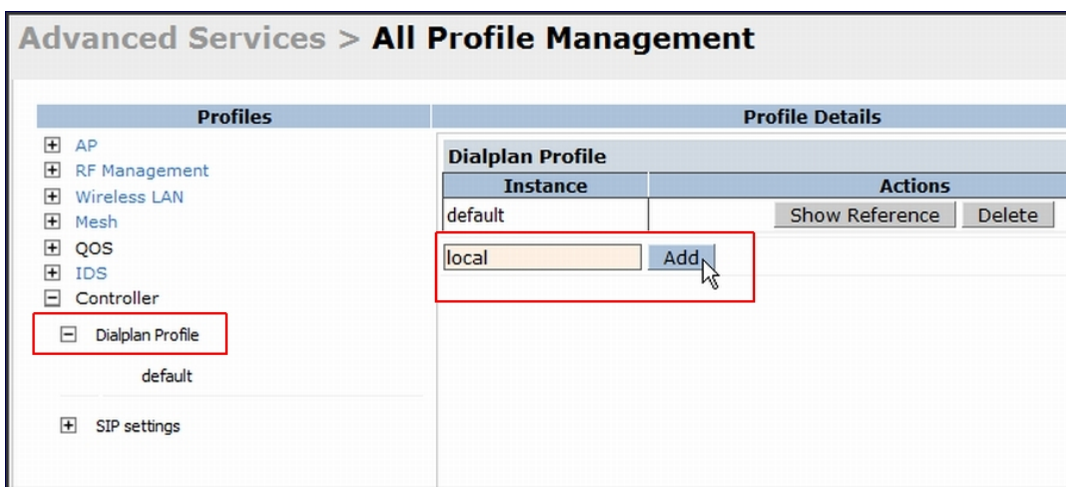 Advanced Services > All Profile Management
Profiles
AP
RF Management
Wireless LAN
Mesh
QOS
IDS
Controller
Dialplan Profile
default
SIP settings
Profile Details
Dialplan Profile
Instance Actions
default Show Reference Delete
local Add